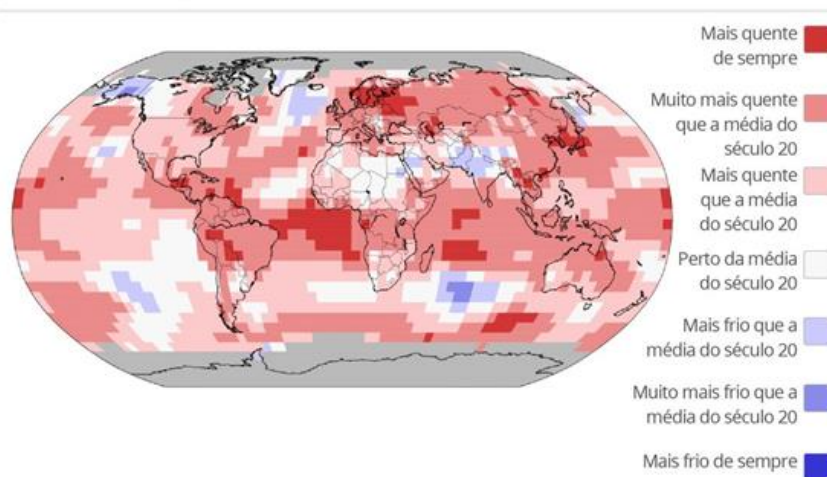 Mais quente
de sempre
Muito mais quente
que a média do
século 20
Mais quente
que a média
do século 20
Perto da média
do século 20
Mais frio que a
média do século 20
Muito mais frio que a
média do século 20
Mais frio de sempre